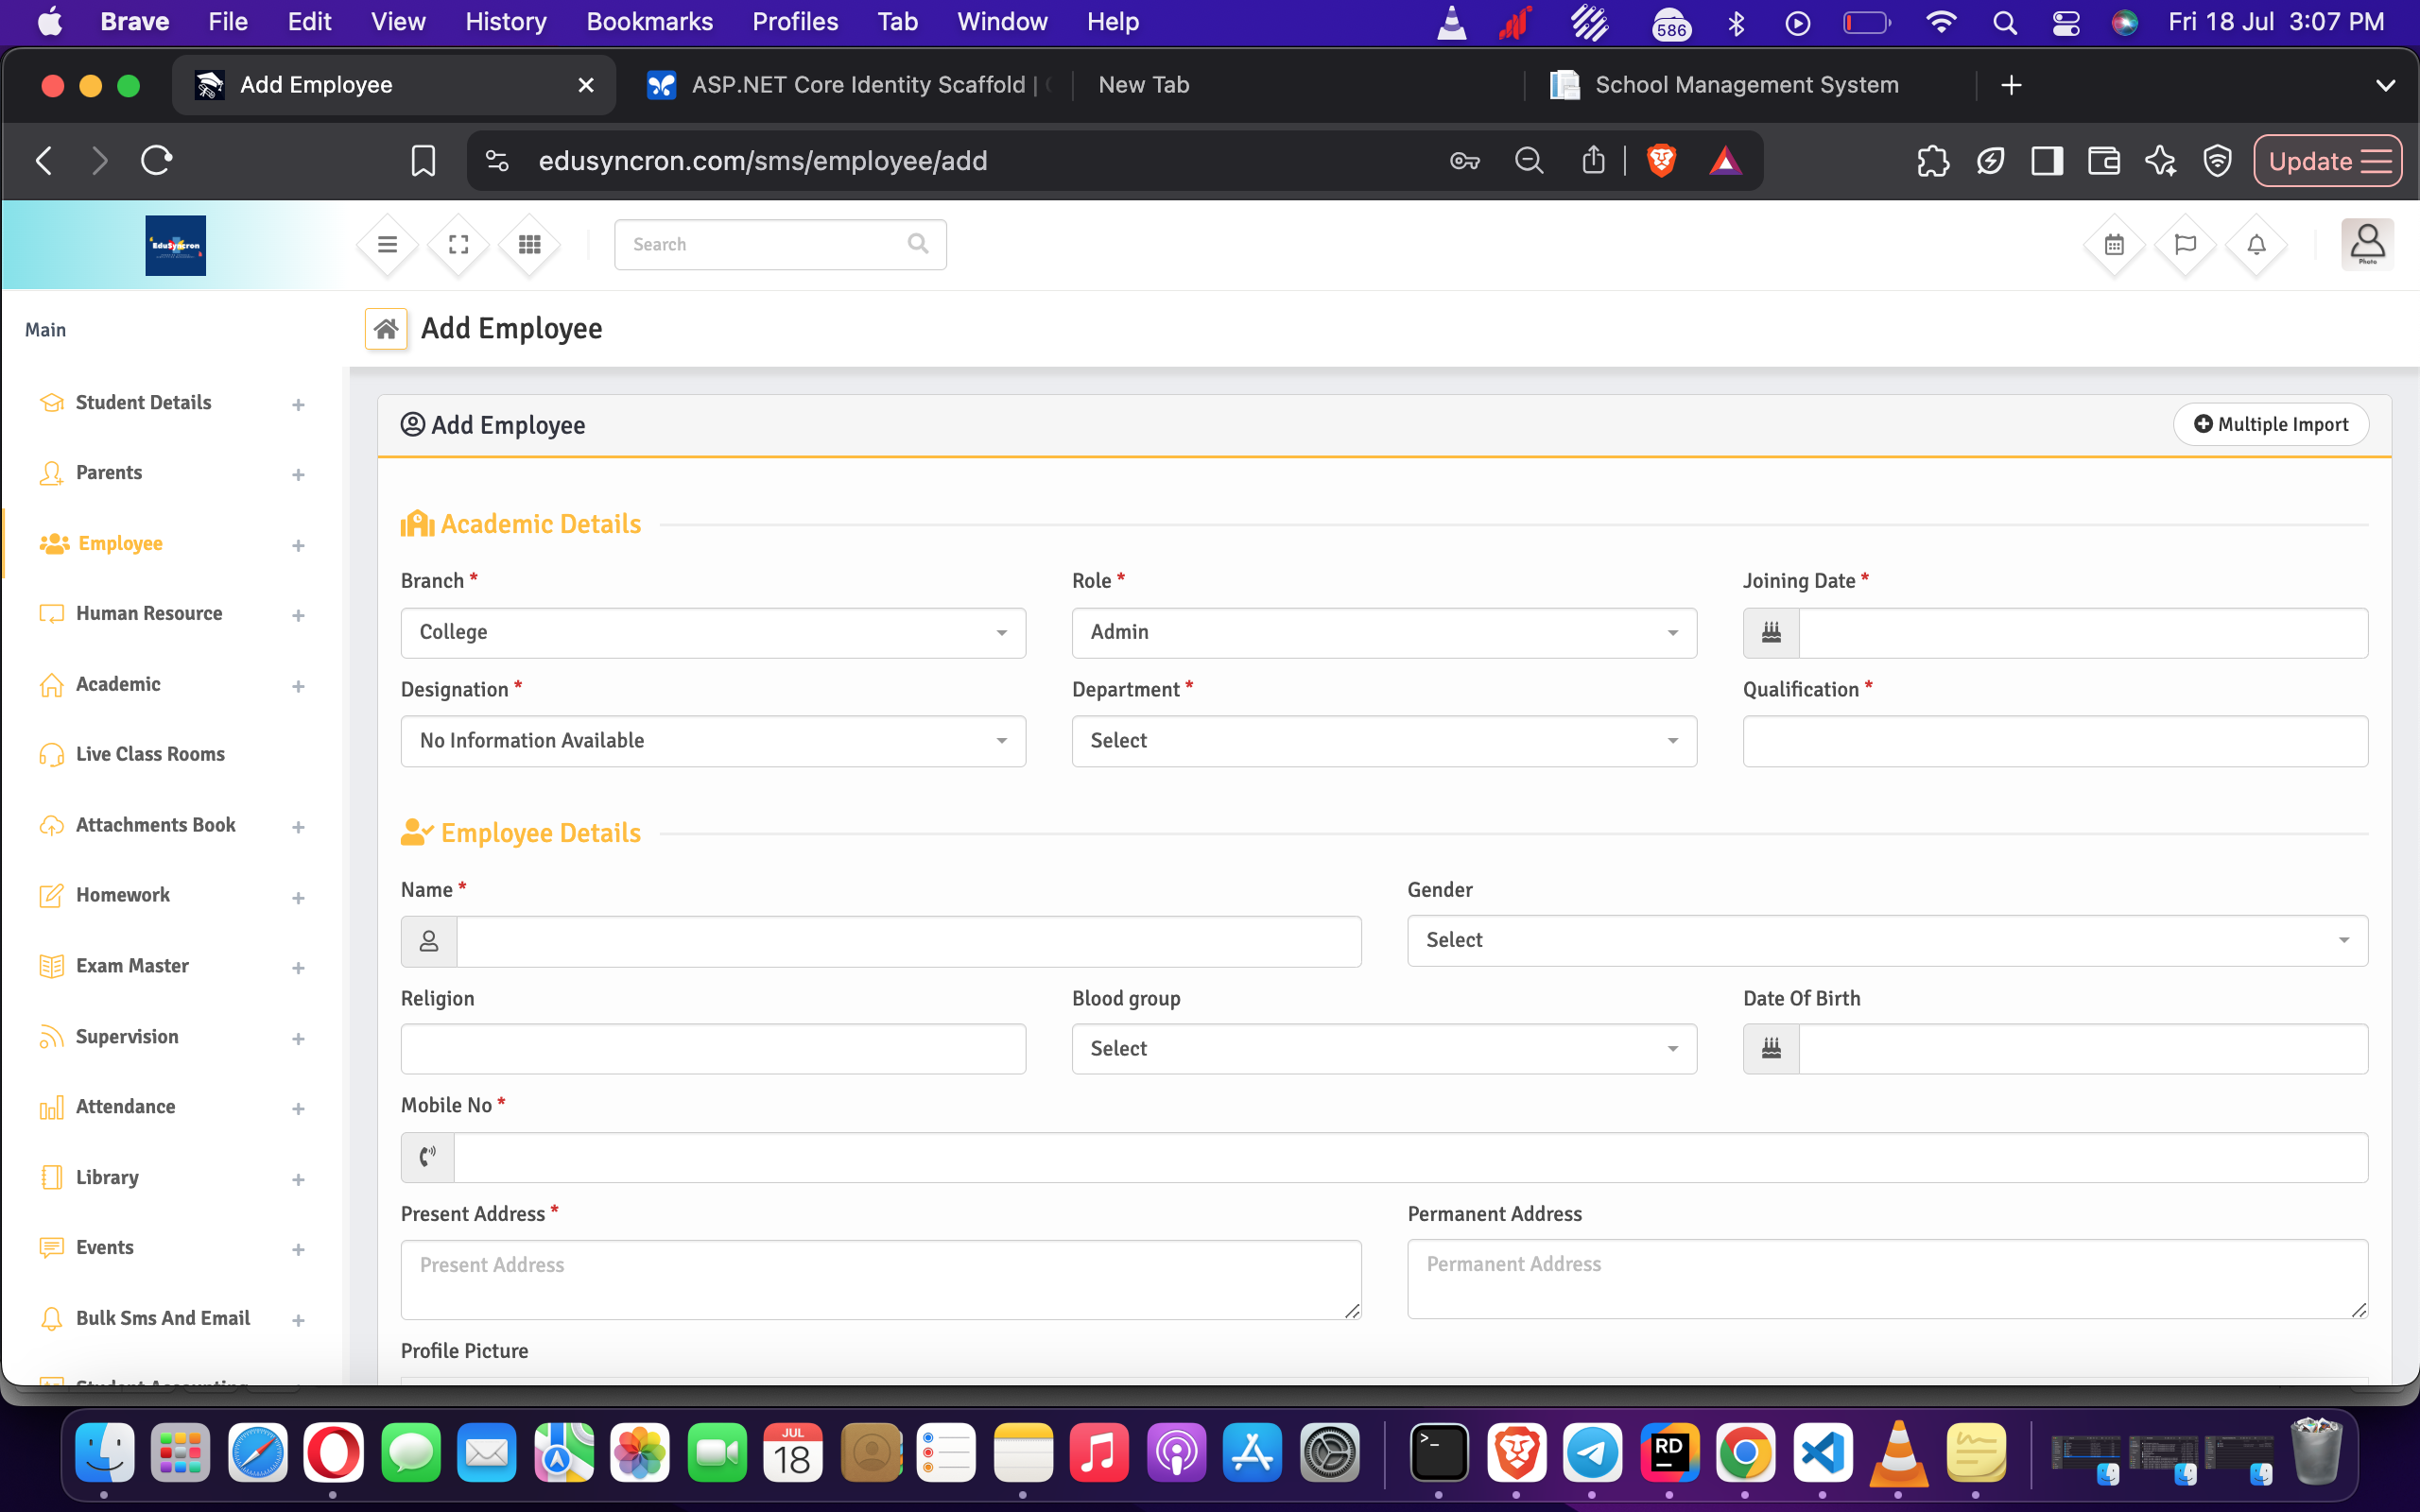 Brave File Edit View History Bookmarks Profiles Tab Window Help 586 Fri 18 Jul 3:07 PM
Add Employee ASP.NET Core Identity Scaffold | New Tab School Management System
edusyncron.com/sms/employee/add Update
EduSyncron Search Photo
Main
Add Employee
Student Details
Parents
Employee
Human Resource
Academic
Live Class Rooms
Attachments Book
Homework
Exam Master
Supervision
Attendance
Library
Events
Bulk Sms And Email
Student Accounting
Add Employee Multiple Import
Academic Details
Branch * Role * Joining Date *
College Admin
Designation * Department * Qualification *
No Information Available Select
Employee Details
Name * Gender
Select
Religion Blood group Date Of Birth
Select
Mobile No *
Present Address * Permanent Address
Present Address Permanent Address
Profile Picture
JUL
18
RD